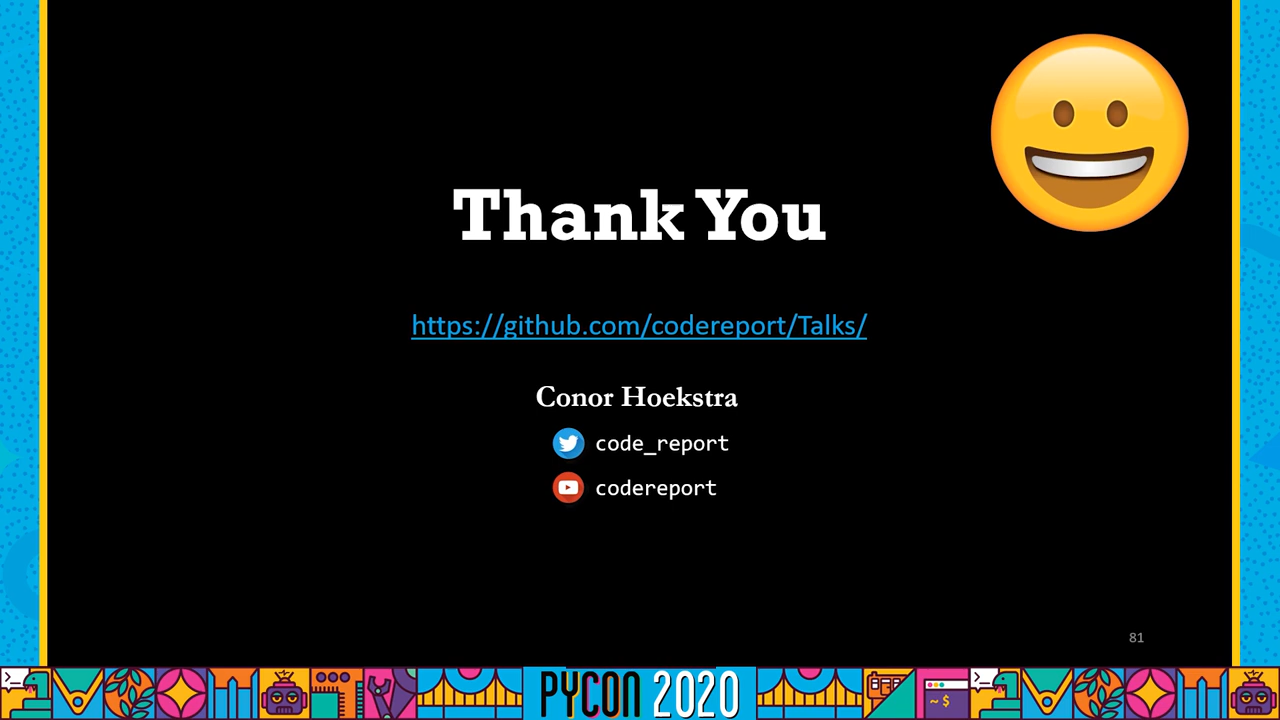 Thank You
https://github.com/codereport/Talks/
Conor Hoekstra
code_report
codereport
81
~ $
PYCON 2020